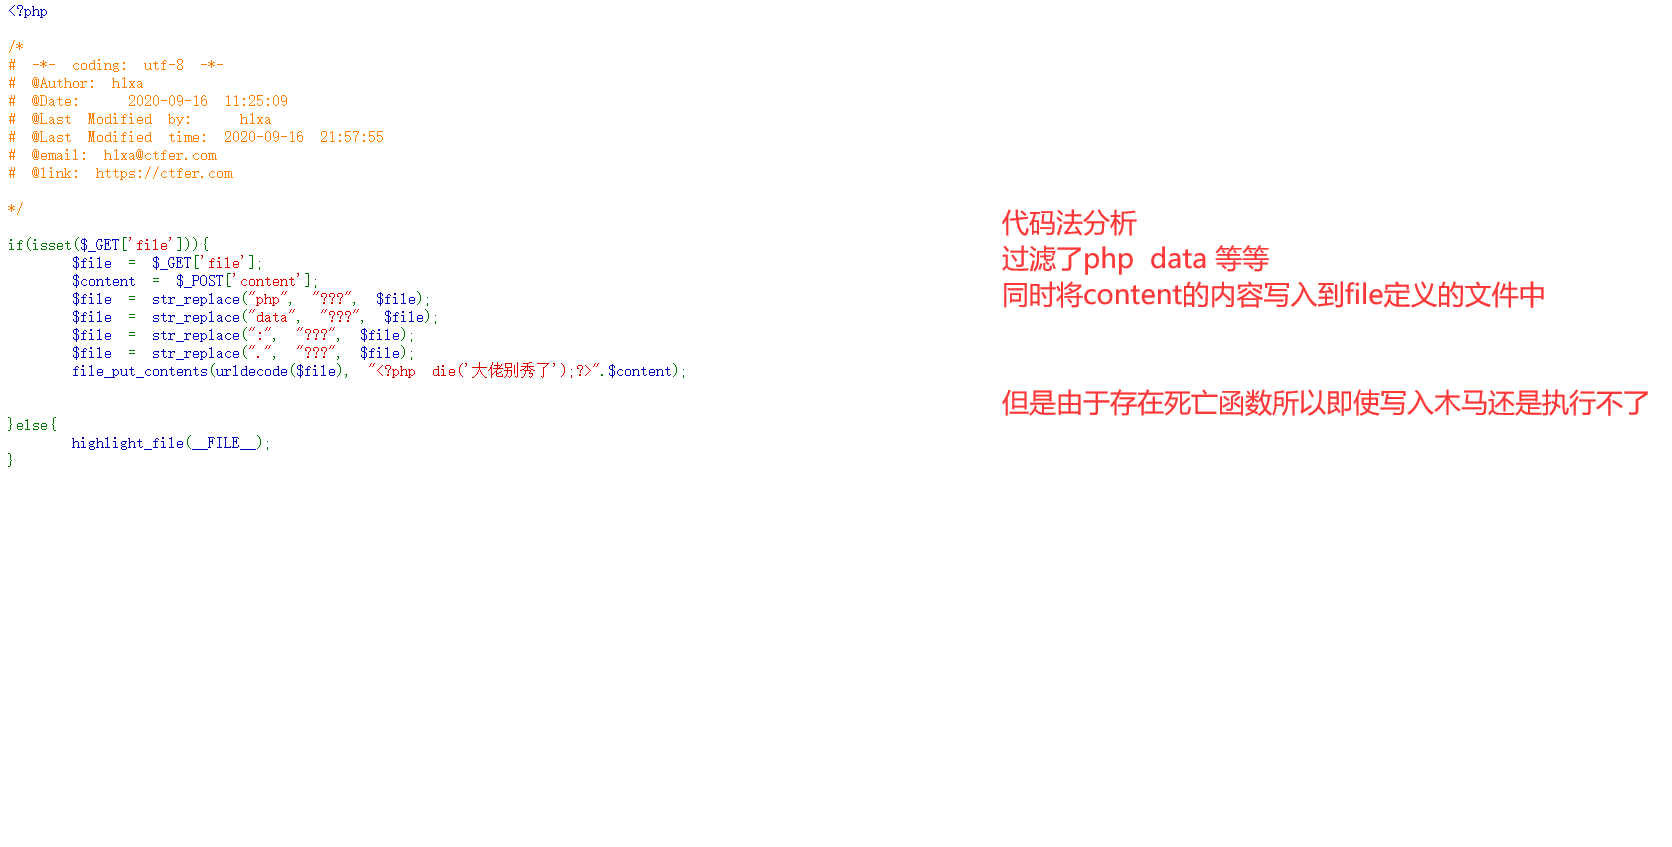 <?php

/*
# -*- coding: utf-8 -*-
# @Author: h1xa
# @Date:   2020-09-16 11:25:09
# @Last Modified by:   h1xa
# @Last Modified time: 2020-09-16 21:57:55
# @email: h1xa@ctfer.com
# @link: https://ctfer.com

*/

if(isset($_GET['file'])){
    $file = $_GET['file'];
    $content = $_POST['content'];
    $file = str_replace("php", "???", $file);
    $file = str_replace("data", "???", $file);
    $file = str_replace(":", "???", $file);
    $file = str_replace(".", "???", $file);
    file_put_contents(urldecode($file), "<?php die('大佬别秀了');?>".$content);

}else{
    highlight_file(__FILE__);
}
代码法分析
过滤了php data 等等
同时将content的内容写入到file定义的文件中
但是由于存在死亡函数所以即使写入木马还是执行不了